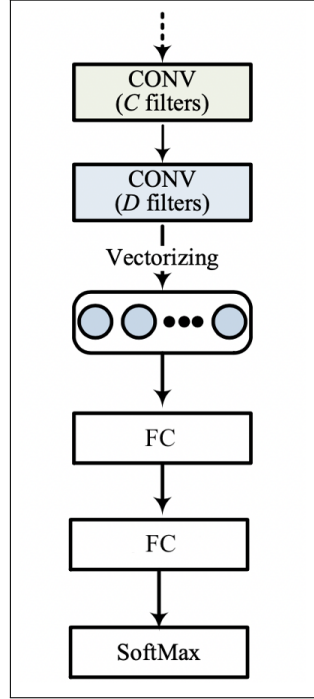 CONV
(C filters)
CONV
(D filters)
Vectorizing
FC
FC
SoftMax